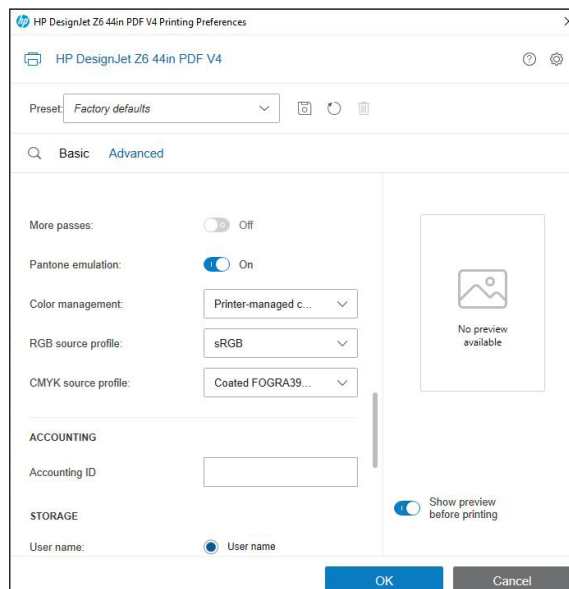 hp HP DesignJet Z6 44in PDF V4 Printing Preferences
HP DesignJet Z6 44in PDF V4
Preset: Factory defaults
Basic Advanced
More passes: Off
Pantone emulation: On
Color management: Printer-managed c...
RGB source profile: sRGB
CMYK source profile: Coated FOGRA39...
No preview
available
ACCOUNTING
Accounting ID
Show preview
before printing
STORAGE
User name: User name
OK Cancel